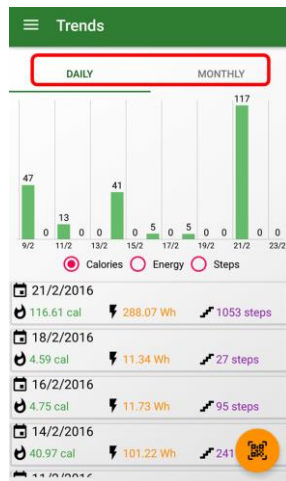 Trends
DAILY MONTHLY
117
47
41
13
0 0 0 0 5 0 5 0 0 0 0
9/2 11/2 13/2 15/2 17/2 19/2 21/2 23/2
Calories Energy Steps
21/2/2016
116.61 cal 288.07 Wh 1053 steps
18/2/2016
4.59 cal 11.34 Wh 27 steps
16/2/2016
4.75 cal 11.73 Wh 95 steps
14/2/2016
40.97 cal 101.22 Wh 241